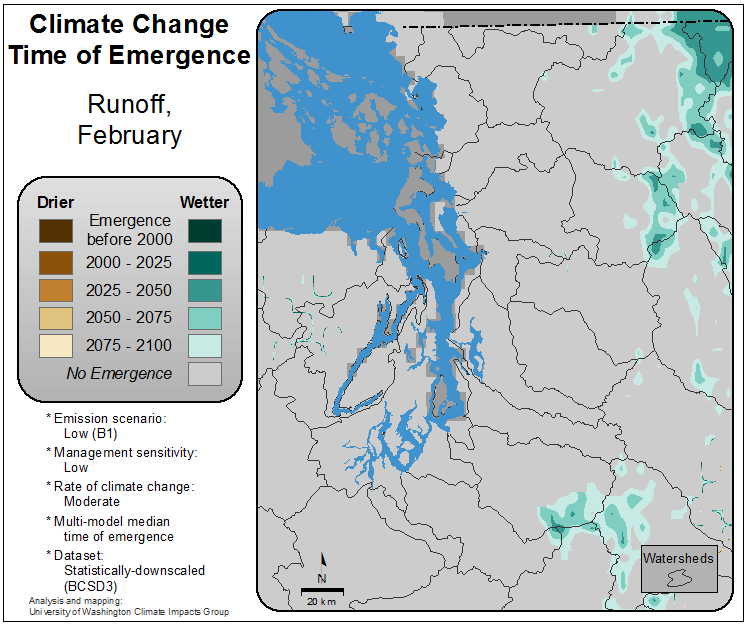 Climate Change
Time of Emergence
Runoff,
February
Drier
Wetter
Emergence
before 2000
2000 - 2025
2025 - 2050
2050 - 2075
2075 - 2100
No Emergence
* Emission scenario:
Low (B1)
* Management sensitivity:
Low
* Rate of climate change:
Moderate
* Multi-model median
time of emergence
* Dataset:
Statistically-downscaled
(BCSD3)
Analysis and mapping:
University of Washington Climate Impacts Group
N
20 km
Watersheds